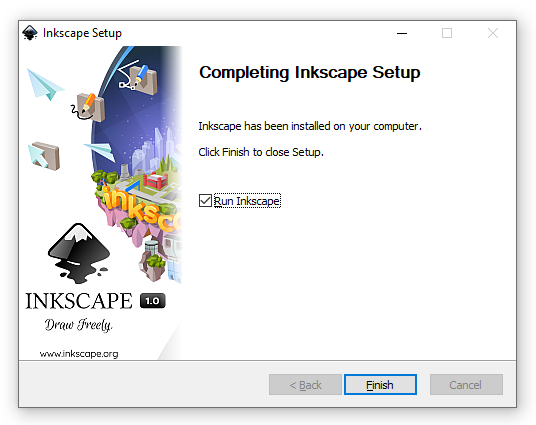 Inkscape Setup
Completing Inkscape Setup
Inkscape has been installed on your computer.
Click Finish to close Setup.
Run Inkscape
inksc
INKSCAPE 1.0
Draw Freely.
www.inkscape.org
< Back
Finish
Cancel